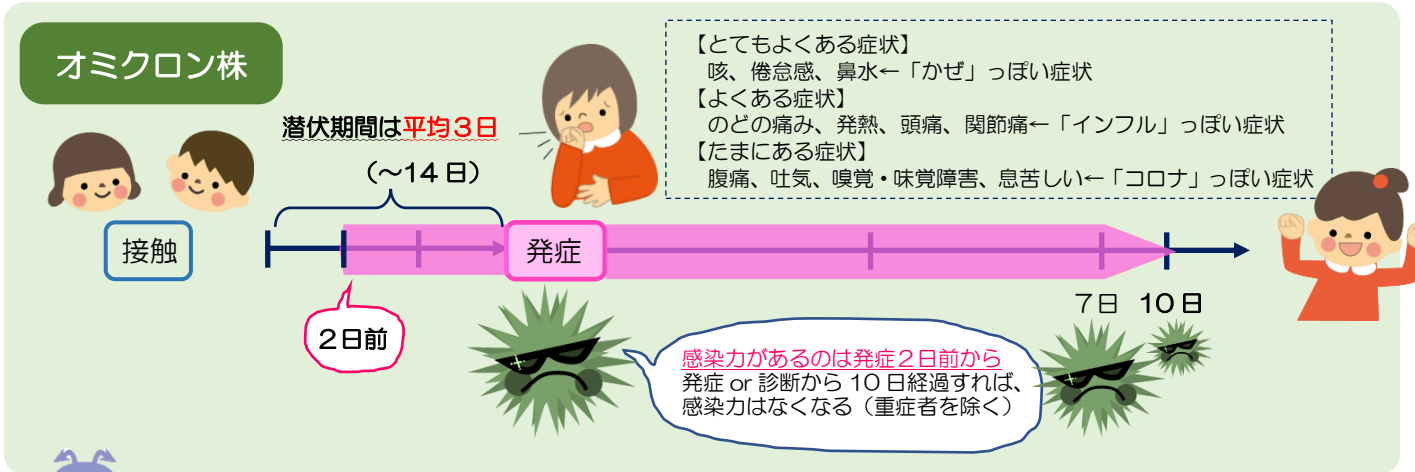 オミクロン株
潜伏期間は平均3日
（～14日）
【とてもよくある症状】
咳、倦怠感、鼻水←「かぜ」っぽい症状
【よくある症状】
のどの痛み、発熱、頭痛、関節痛←「インフル」っぽい症状
【たまにある症状】
腹痛、吐気、嗅覚・味覚障害、息苦しい←「コロナ」っぽい症状
接触
発症
2日前
7日
10日
感染力があるのは発症2日前から
発症 or 診断から 10 日経過すれば、
感染力はなくなる（重症者を除く）